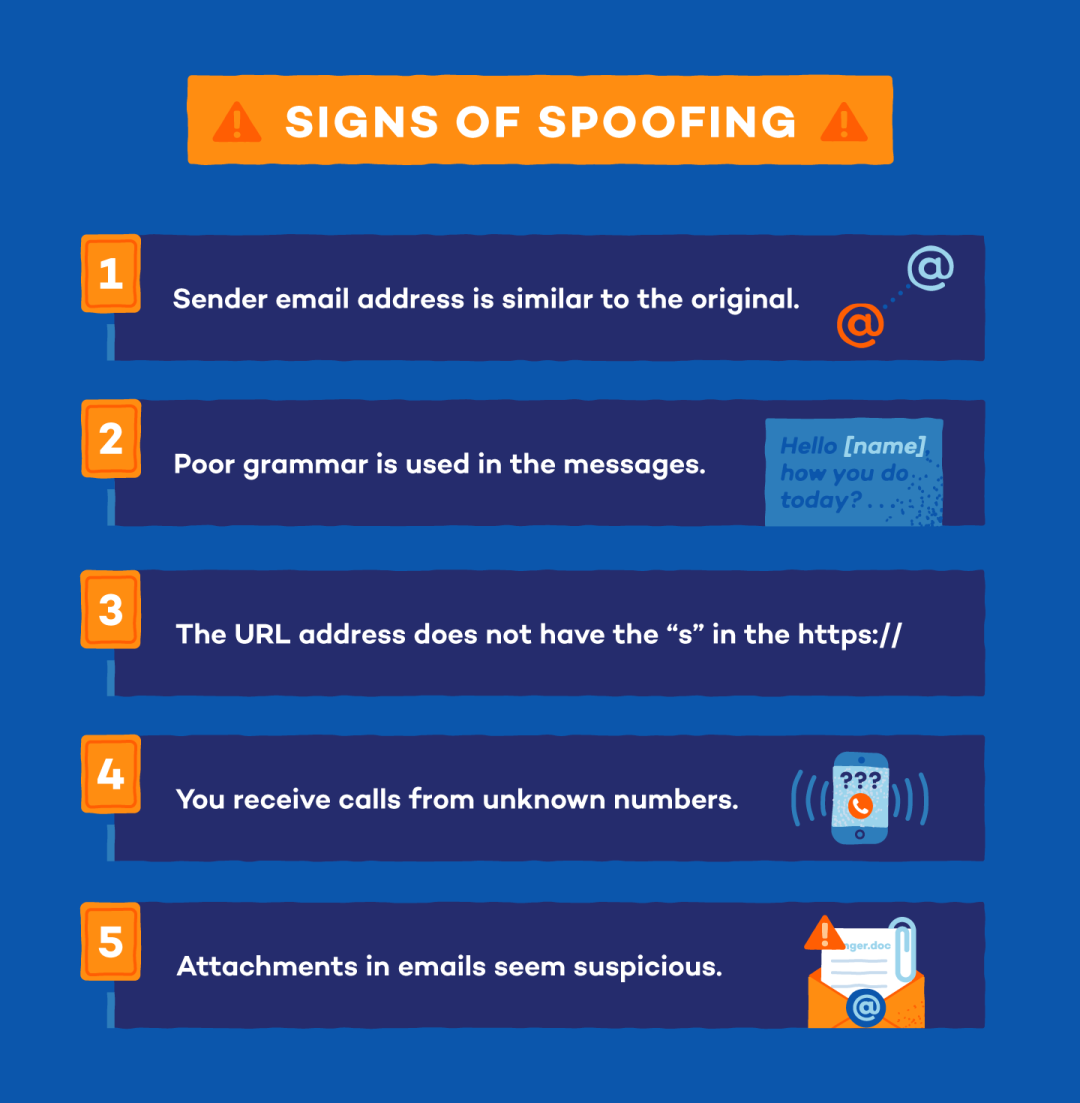 SIGNS OF SPOOFING
1
Sender email address is similar to the original.
@
@
2
Poor grammar is used in the messages.
Hello [name],
how you do
today? . . .
3
The URL address does not have the “s” in the https://
4
You receive calls from unknown numbers.
???
5
Attachments in emails seem suspicious.
nger.doc
@